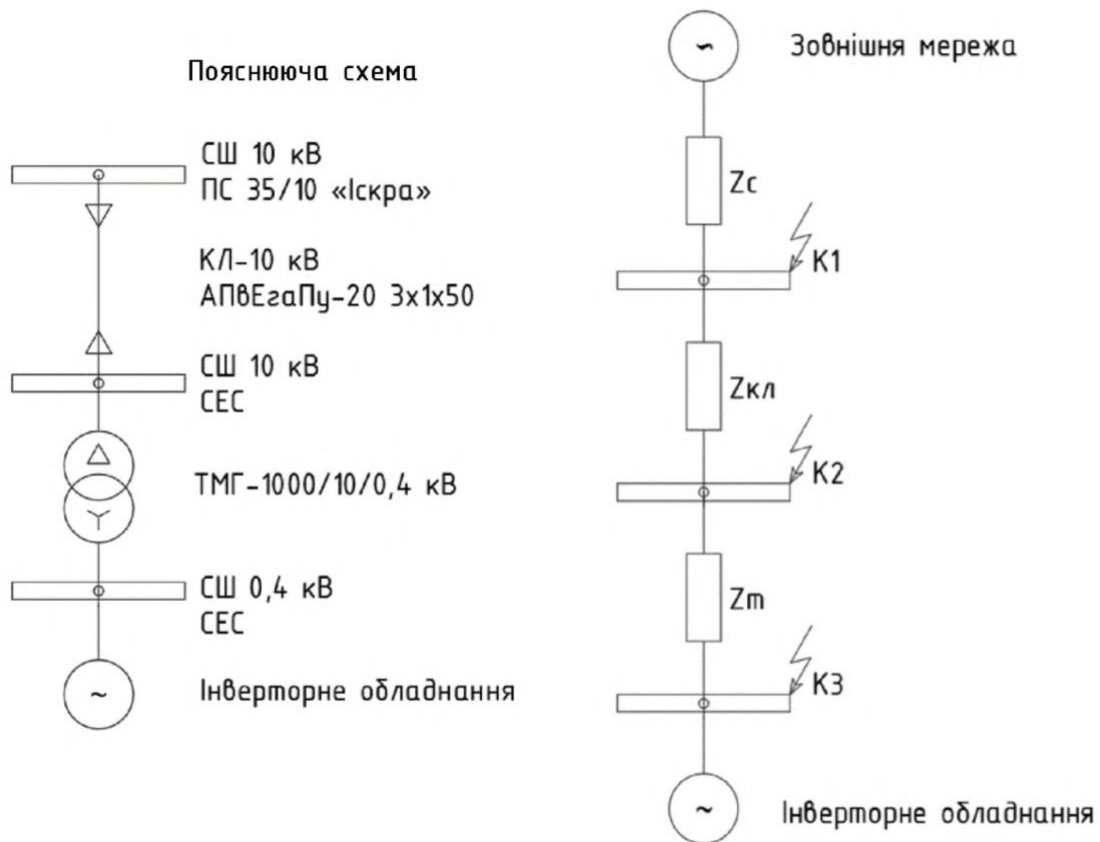 Пояснююча схема
СШ 10 кВ
ПС 35/10 «Іскра»
КЛ-10 кВ
АПвЕгаПу-20 3х1х50
СШ 10 кВ
СЕС
ТМГ-1000/10/0,4 кВ
СШ 0,4 кВ
СЕС
~
Інверторне обладнання
~
Зовнішня мережа
Zс
К1
Zкл
К2
Zт
К3
~
Інверторне обладнання